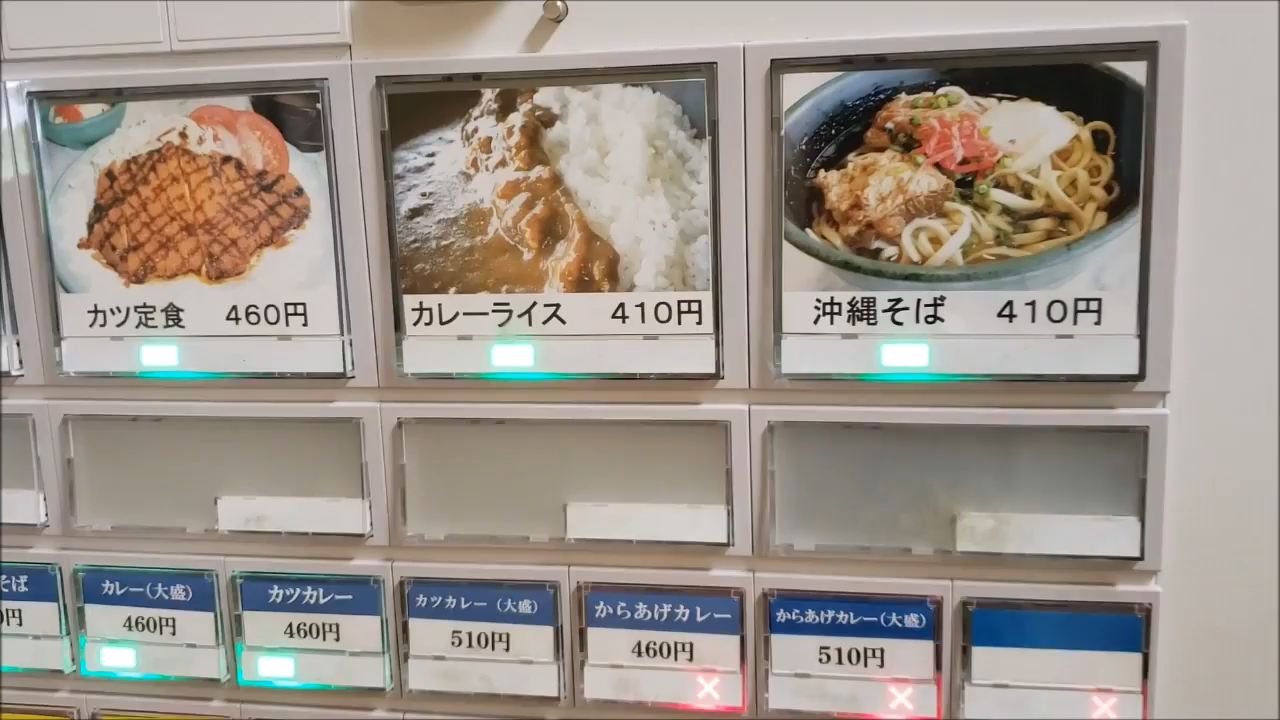 カツ定食 460円
カレーライス 410円
沖縄そば 410円
そば
円
カレー(大盛)
460円
カツカレー
460円
カツカレー(大盛)
510円
からあげカレー
460円
×
からあげカレー(大盛)
510円
×
×